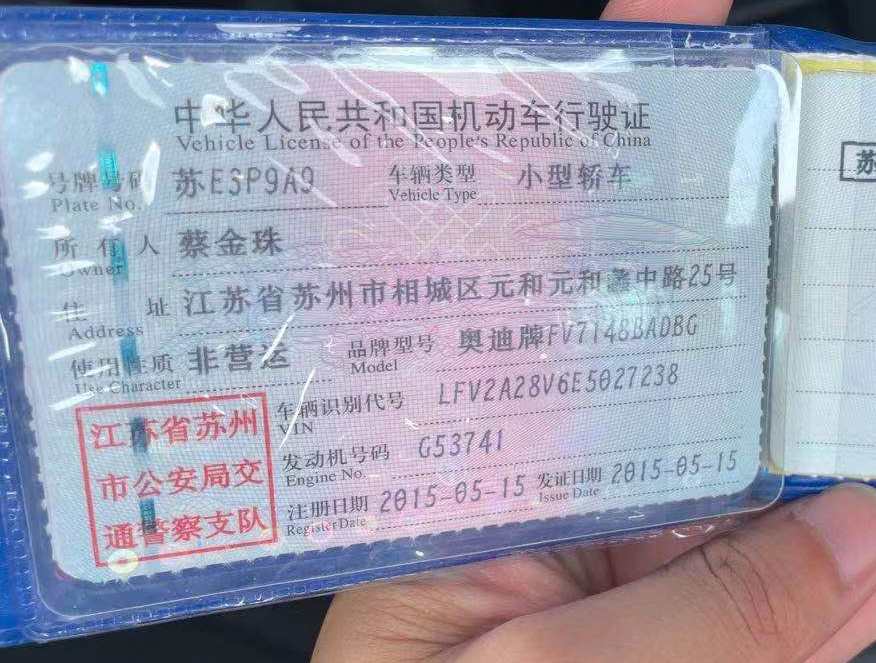 中华人民共和国机动车行驶证
Vehicle License of the People's Republic of China
号牌号码 苏E3P9A9 车辆类型 小型轿车
Plate No. Vehicle Type
所有人 蔡金珠
Owner
住址 江苏省苏州市相城区元和元和蠡中路25号
Address
使用性质 非营运 品牌型号 奥迪牌FV7148BADBG
Use Character Model
车辆识别代号 LFV2A28V6E5027238
VIN
发动机号码 G53741
Engine No.
注册日期 2015-05-15 发证日期 2015-05-15
Register Date Issue Date
江苏省苏州
市公安局交
通警察支队
苏